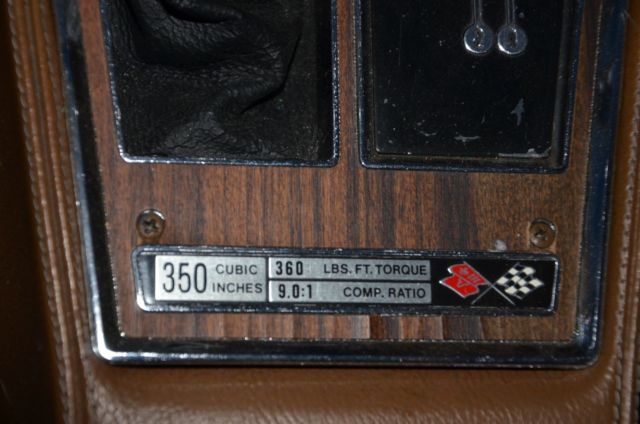 350 CUBIC INCHES
360 LBS. FT. TORQUE
9.0:1 COMP. RATIO